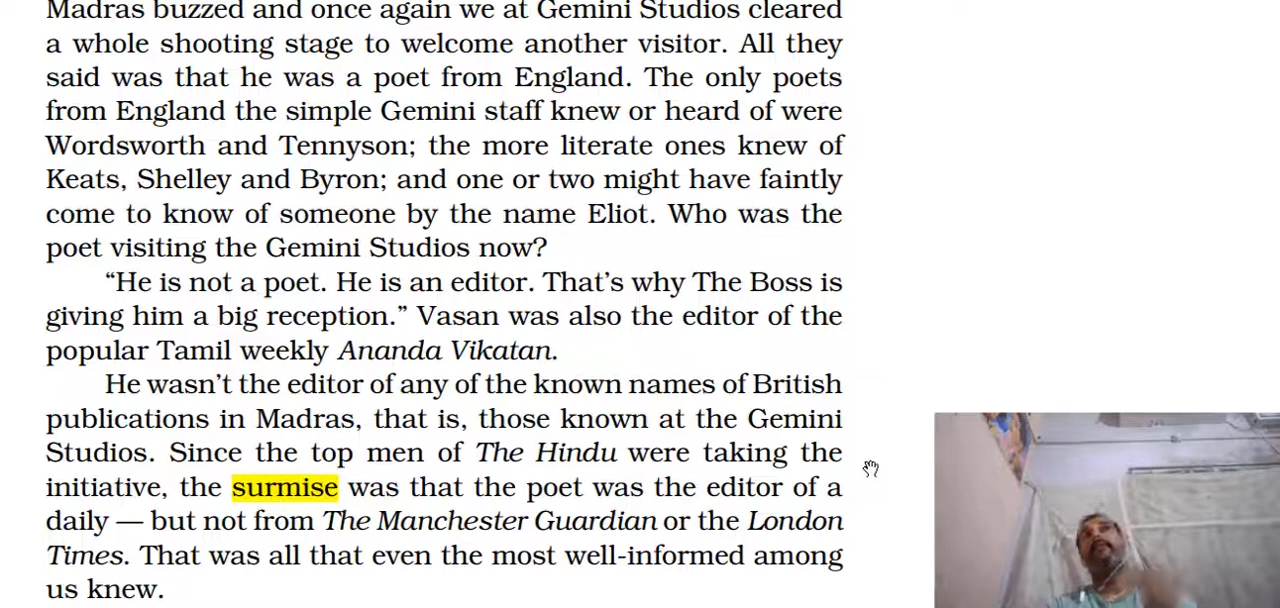 Madras buzzed and once again we at Gemini Studios cleared
a whole shooting stage to welcome another visitor. All they
said was that he was a poet from England. The only poets
from England the simple Gemini staff knew or heard of were
Wordsworth and Tennyson; the more literate ones knew of
Keats, Shelley and Byron; and one or two might have faintly
come to know of someone by the name Eliot. Who was the
poet visiting the Gemini Studios now?
“He is not a poet. He is an editor. That’s why The Boss is
giving him a big reception.” Vasan was also the editor of the
popular Tamil weekly Ananda Vikatan.
He wasn’t the editor of any of the known names of British
publications in Madras, that is, those known at the Gemini
Studios. Since the top men of The Hindu were taking the
initiative, the surmise was that the poet was the editor of a
daily — but not from The Manchester Guardian or the London
Times. That was all that even the most well-informed among
us knew.